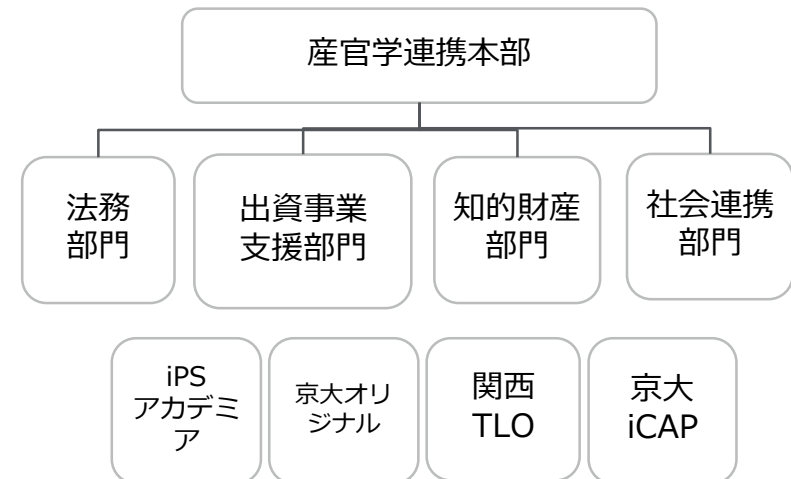 産官学連携本部
法務
部門
出資事業
支援部門
知的財産
部門
社会連携
部門
iPS
アカデミ
ア
京大オリ
ジナル
関西
TLO
京大
iCAP